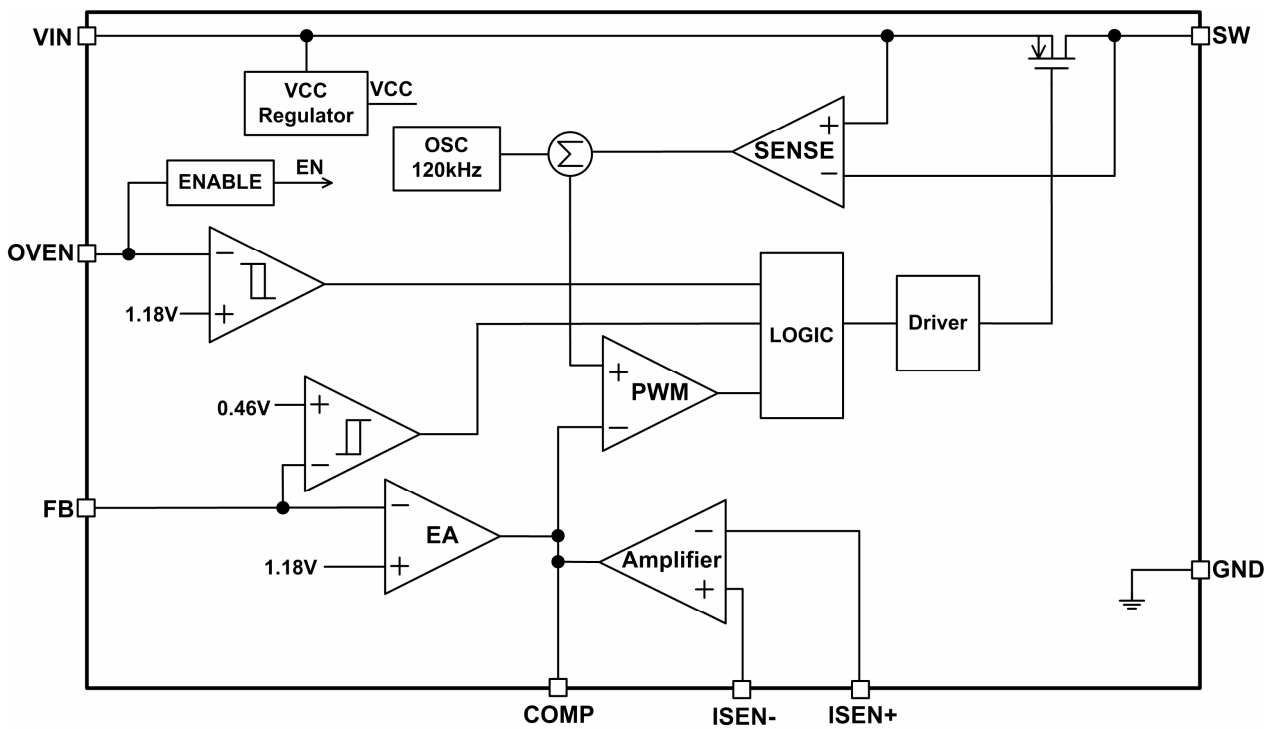 VIN
SW
VCC
Regulator
VCC
OSC
120kHz
Σ
+
SENSE
−
ENABLE
EN
OVEN
−
1.18V
+
LOGIC
Driver
+
PWM
−
0.46V
+
−
FB
−
EA
1.18V
+
−
Amplifier
+
GND
COMP
ISEN-
ISEN+